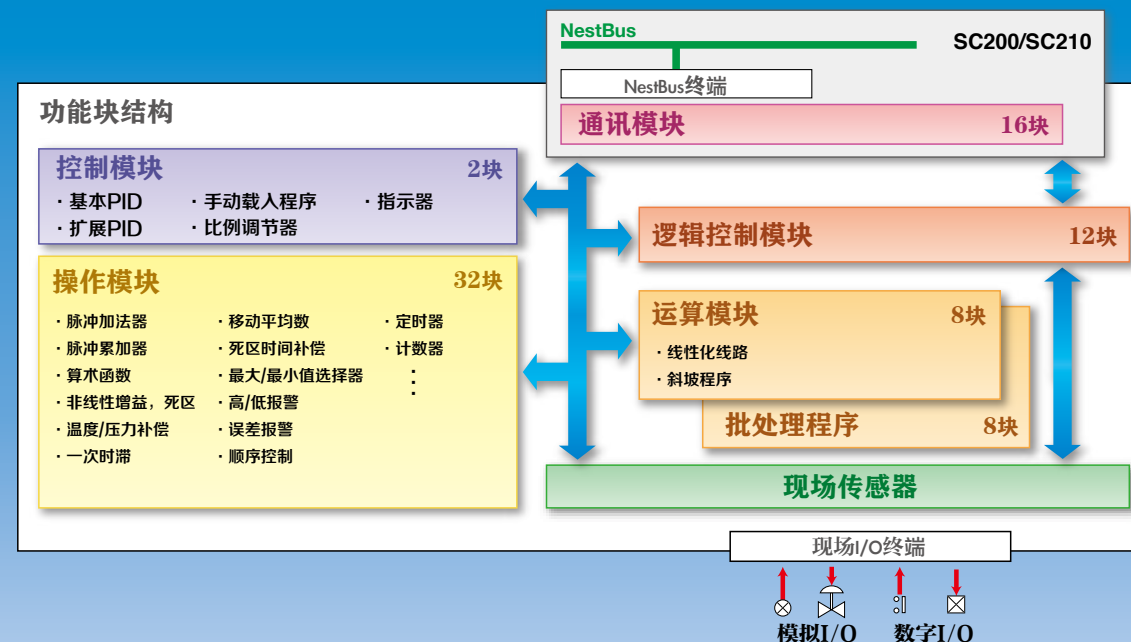 NestBus
SC200/SC210
NestBus终端
通讯模块 16块
功能块结构
控制模块 2块
·基本PID ·手动载入程序 ·指示器
·扩展PID ·比例调节器
逻辑控制模块 12块
操作模块 32块
·脉冲加法器 ·移动平均数 ·定时器
·脉冲累加器 ·死区时间补偿 ·计数器
·算术函数 ·最大/最小值选择器
·非线性增益，死区 ·高/低报警
·温度/压力补偿 ·误差报警
·一次时滞 ·顺序控制
运算模块 8块
·线性化线路
·斜坡程序
批处理程序 8块
现场传感器
现场I/O终端
模拟I/O 数字I/O